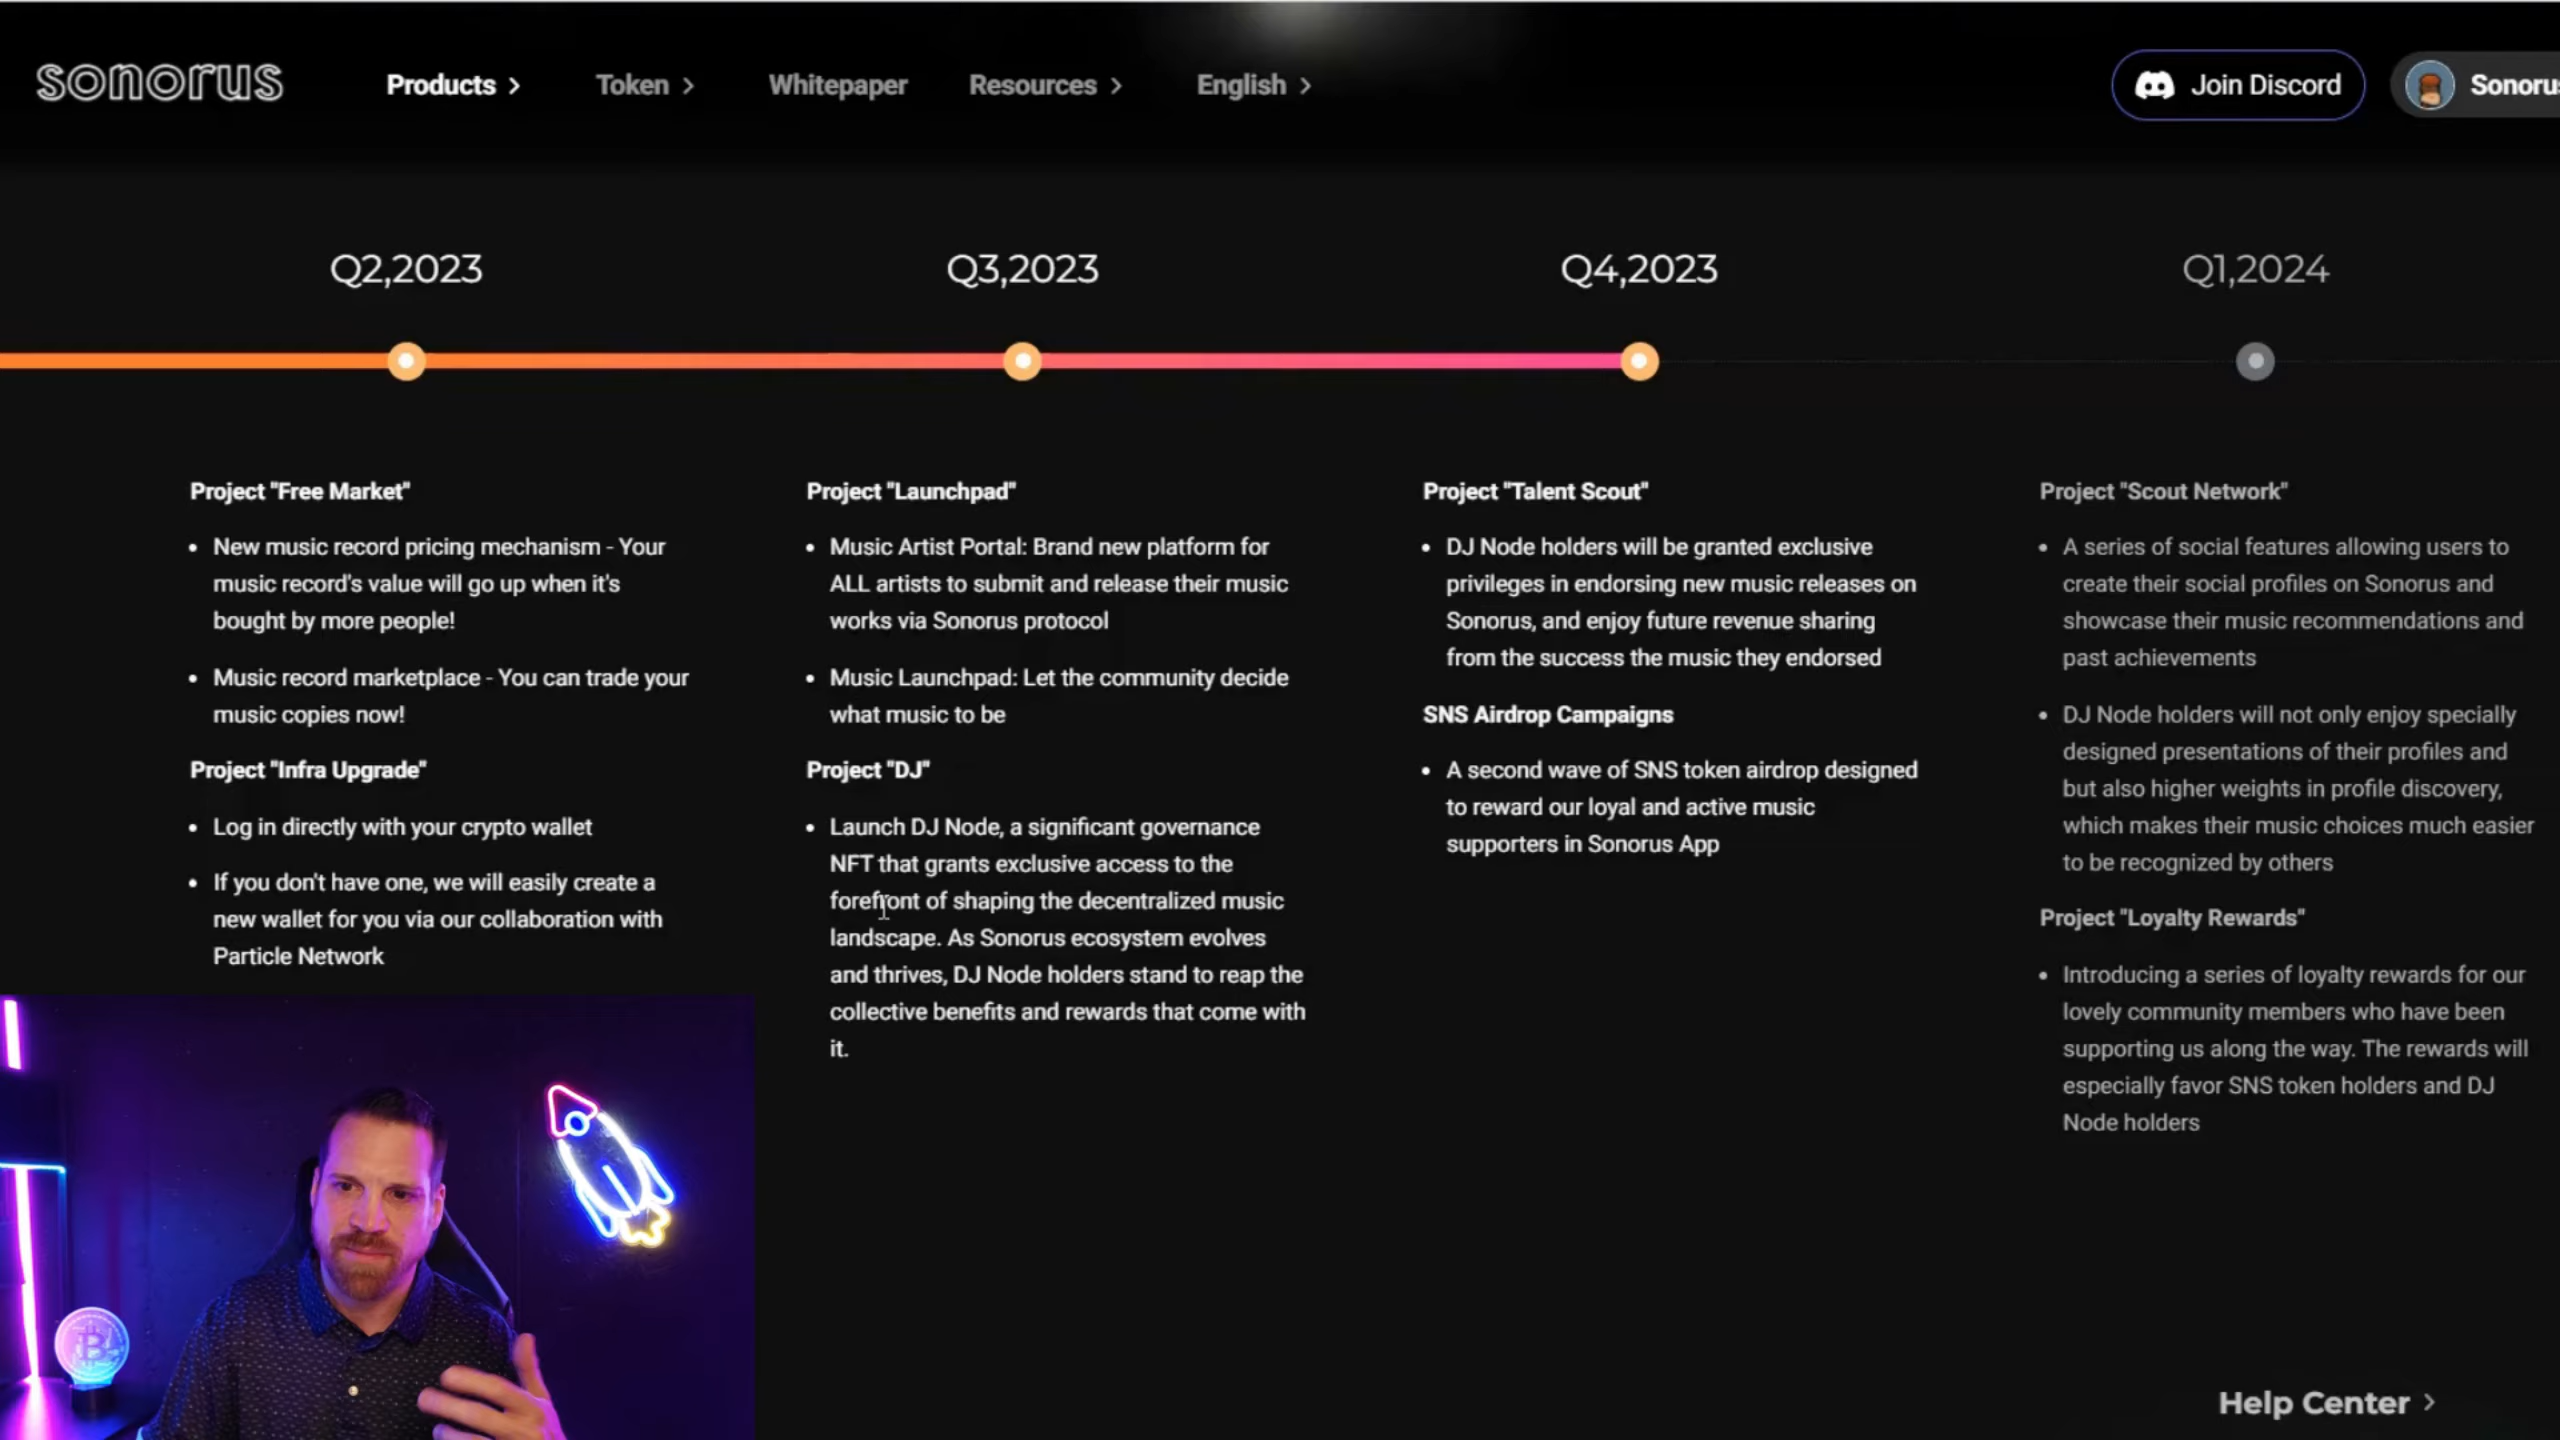 sonorus
Products
Token
Whitepaper
Resources
English
Join Discord
Q2,2023
Q3,2023
Q4,2023
Q1,2024
Project "Free Market"
New music record pricing mechanism - Your
music record's value will go up when it's
bought by more people!
Music record marketplace - You can trade your
music copies now!
Project "Infra Upgrade"
Log in directly with your crypto wallet
If you don't have one, we will easily create a
new wallet for you via our collaboration with
Particle Network
Project "Launchpad"
Music Artist Portal: Brand new platform for
ALL artists to submit and release their music
works via Sonorus protocol
Music Launchpad: Let the community decide
what music to be
Project "DJ"
Launch DJ Node, a significant governance
NFT that grants exclusive access to the
forefront of shaping the decentralized music
landscape. As Sonorus ecosystem evolves
and thrives, DJ Node holders stand to reap the
collective benefits and rewards that come with
it.
Project "Talent Scout"
DJ Node holders will be granted exclusive
privileges in endorsing new music releases on
Sonorus, and enjoy future revenue sharing
from the success the music they endorsed
SNS Airdrop Campaigns
A second wave of SNS token airdrop designed
to reward our loyal and active music
supporters in Sonorus App
Project "Scout Network"
A series of social features allowing users to
create their social profiles on Sonorus and
showcase their music recommendations and
past achievements
DJ Node holders will not only enjoy specially
designed presentations of their profiles and
but also higher weights in profile discovery,
which makes their music choices much easier
to be recognized by others
Project "Loyalty Rewards"
Introducing a series of loyalty rewards for our
lovely community members who have been
supporting us along the way. The rewards will
especially favor SNS token holders and DJ
Node holders
Help Center